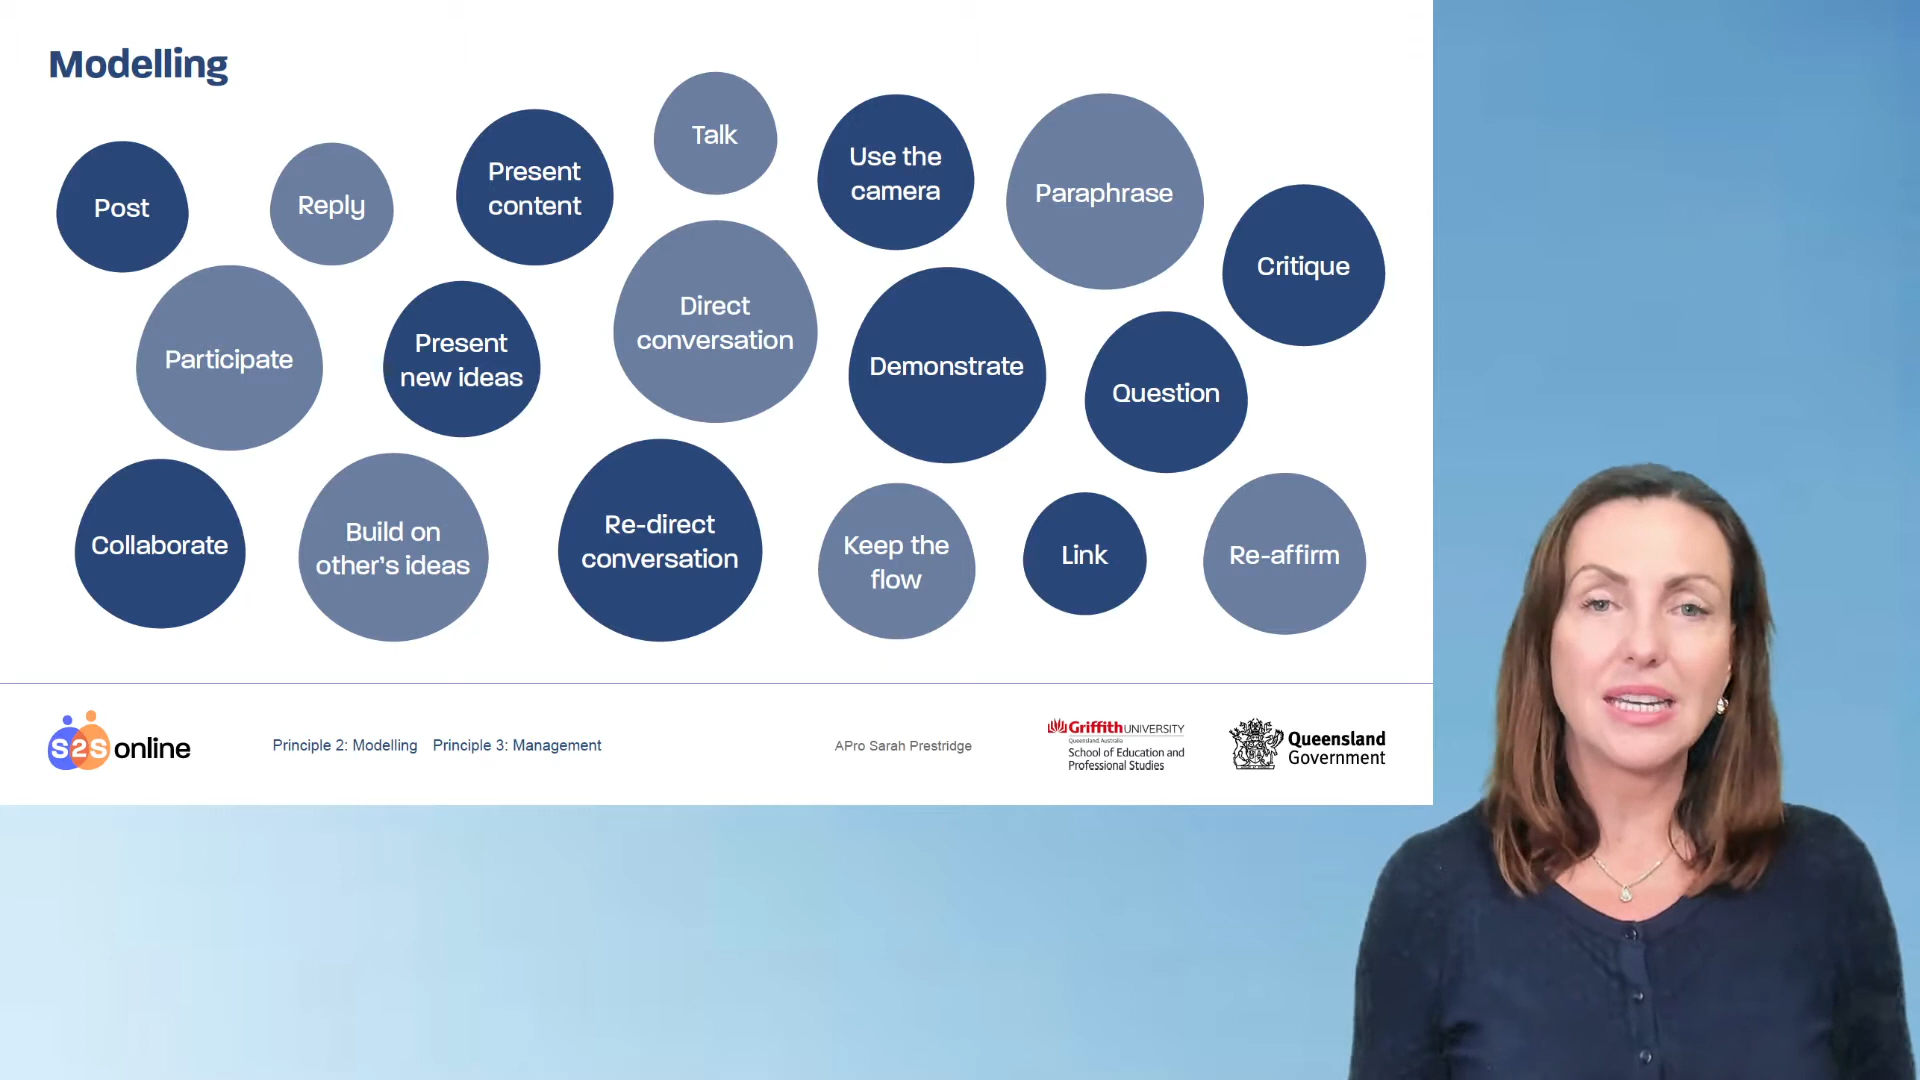 Modelling
Post
Reply
Present
content
Talk
Use the
camera
Paraphrase
Critique
Participate
Present
new ideas
Direct
conversation
Demonstrate
Question
Collaborate
Build on
other's ideas
Re-direct
conversation
Keep the
flow
Link
Re-affirm
S2S online
Principle 2: Modelling Principle 3: Management
APro Sarah Prestridge
Griffith UNIVERSITY
Queensland Australia
School of Education and
Professional Studies
Queensland
Government